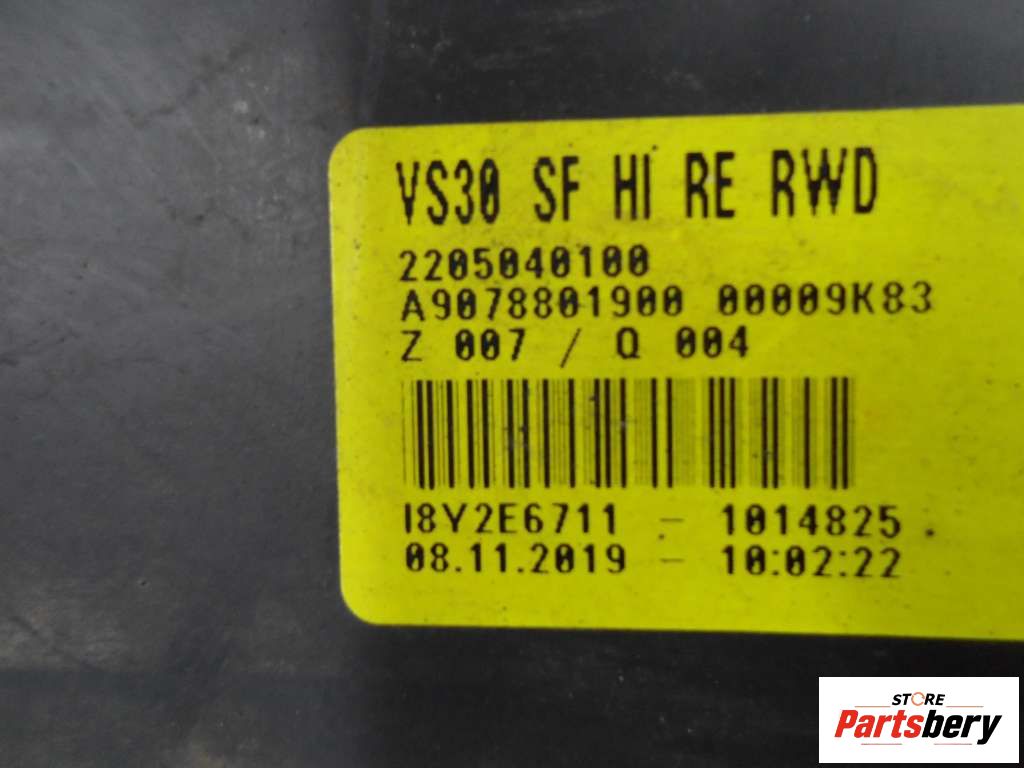 VS30 SF HI RE RWD
2205040100
A9078801900 00009K83
Z 007 / Q 004
I8Y2E6711 - 1014825
08.11.2019 - 10:02:22
STORE
Partsbery